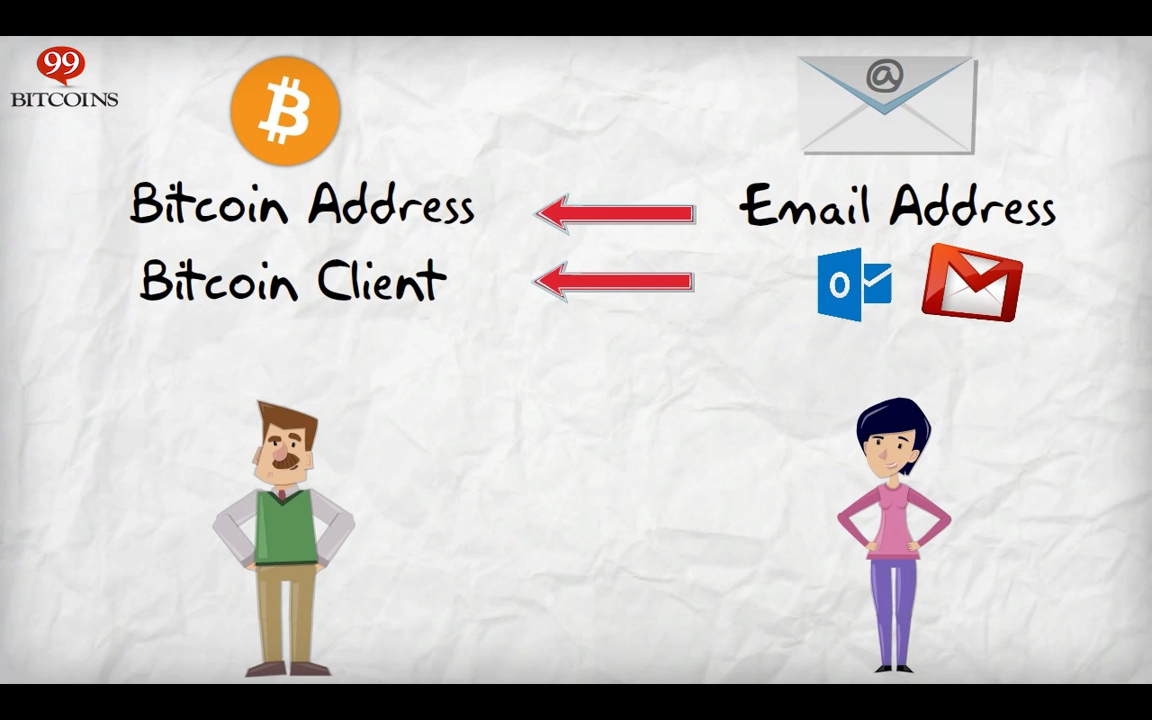 99
BITCOINS
Bitcoin Address
Email Address
Bitcoin Client